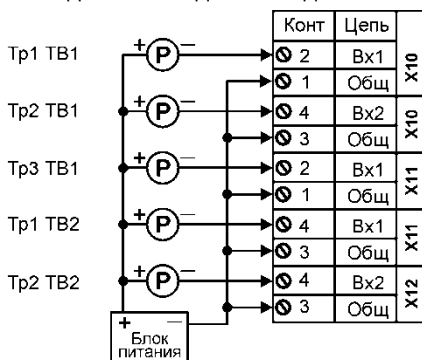 Конт Цепь
Тр1 ТВ1 + P − 2 Вх1 X10
1 Общ
Тр2 ТВ1 + P − 4 Вх2 X10
3 Общ
Тр3 ТВ1 + P − 2 Вх1 X11
1 Общ
Тр1 ТВ2 + P − 4 Вх1 X11
3 Общ
Тр2 ТВ2 + P − 4 Вх2 X12
3 Общ
+ −
Блок
питания